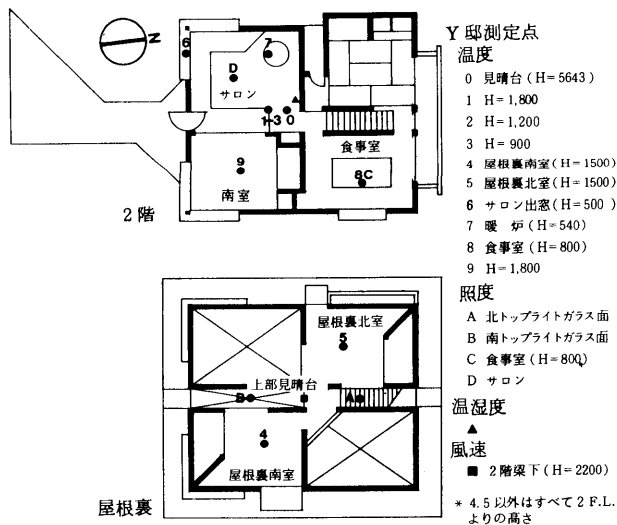 Y邸測定点
温度
0 見晴台(H=5643)
1 H=1,800
2 H=1,200
3 H=900
4 屋根裏南室(H=1500)
5 屋根裏北室(H=1500)
6 サロン出窓(H=500)
7 暖 炉(H=540)
8 食事室(H=800)
9 H=1,800
照度
A 北トップライトガラス面
B 南トップライトガラス面
C 食事室(H=800)
D サロン
温湿度
▲
風速
■ 2階梁下(H=2200)
* 4.5以外はすべて2F.L.
よりの高さ
N
6
7
D
サロン
1-3 0
食事室
9
8C
南室
2階
屋根裏北室
5
上部見晴台
B
A
4
屋根裏南室
屋根裏